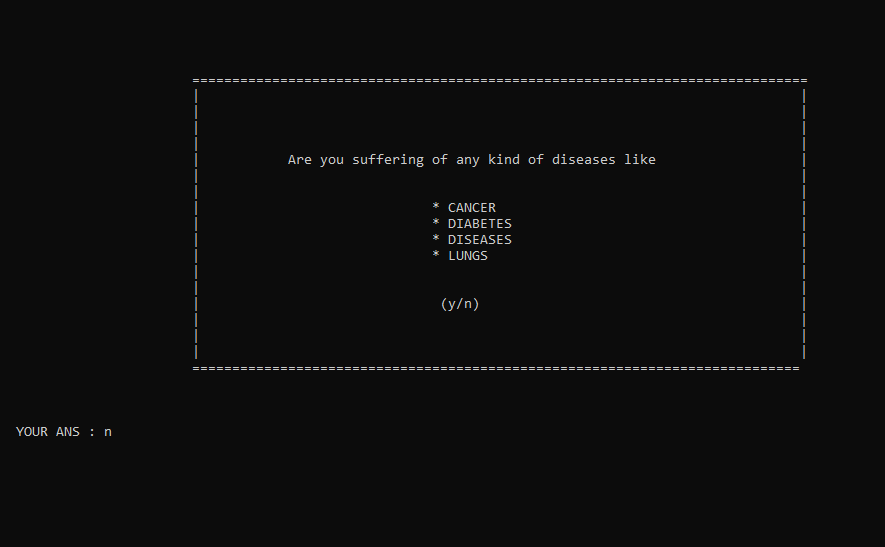 Are you suffering of any kind of diseases like
* CANCER
* DIABETES
* DISEASES
* LUNGS
(y/n)
YOUR ANS : n